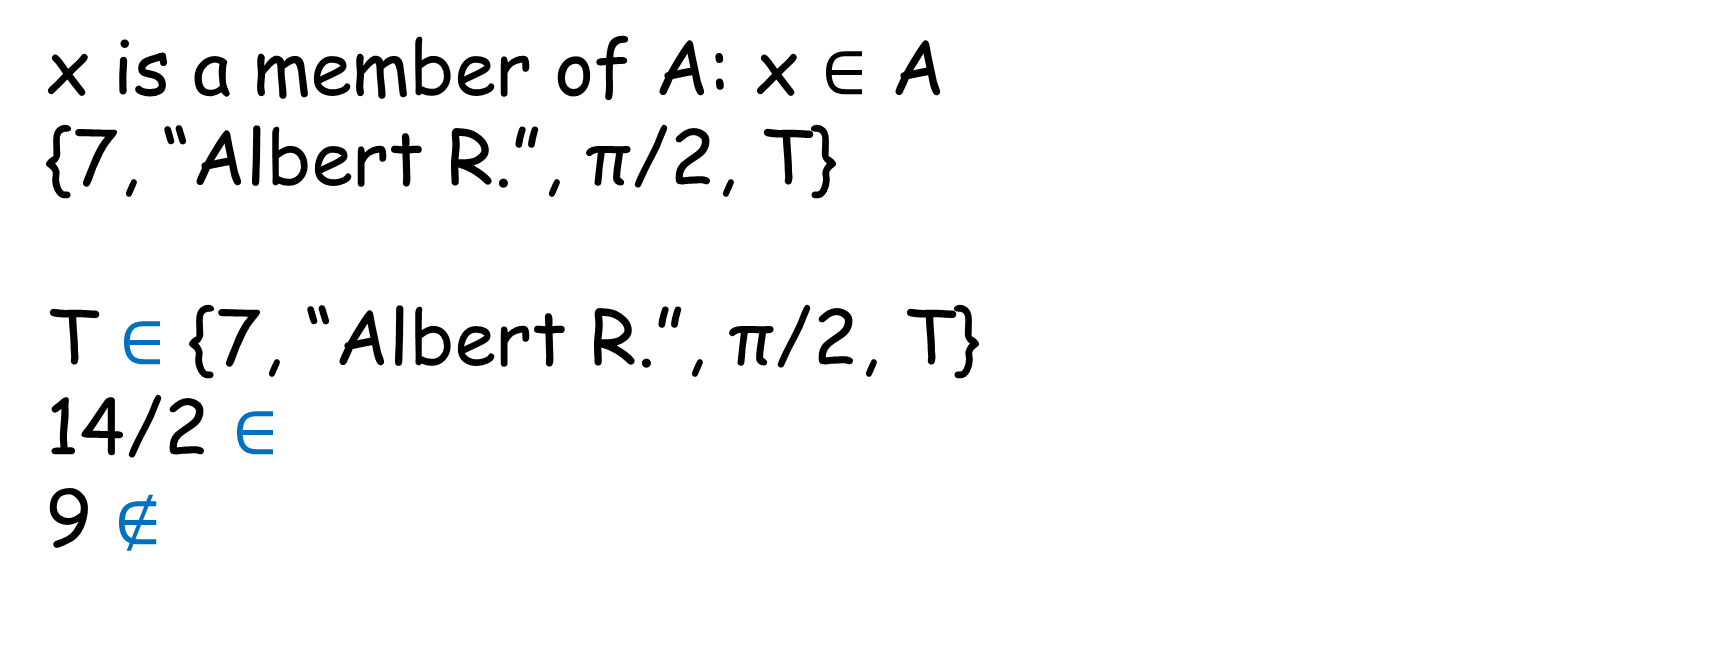 x is a member of A: x ∈ A
{7, “Albert R.”, π/2, T}
T ∈ {7, “Albert R.”, π/2, T}
14/2 ∈
9 ∉